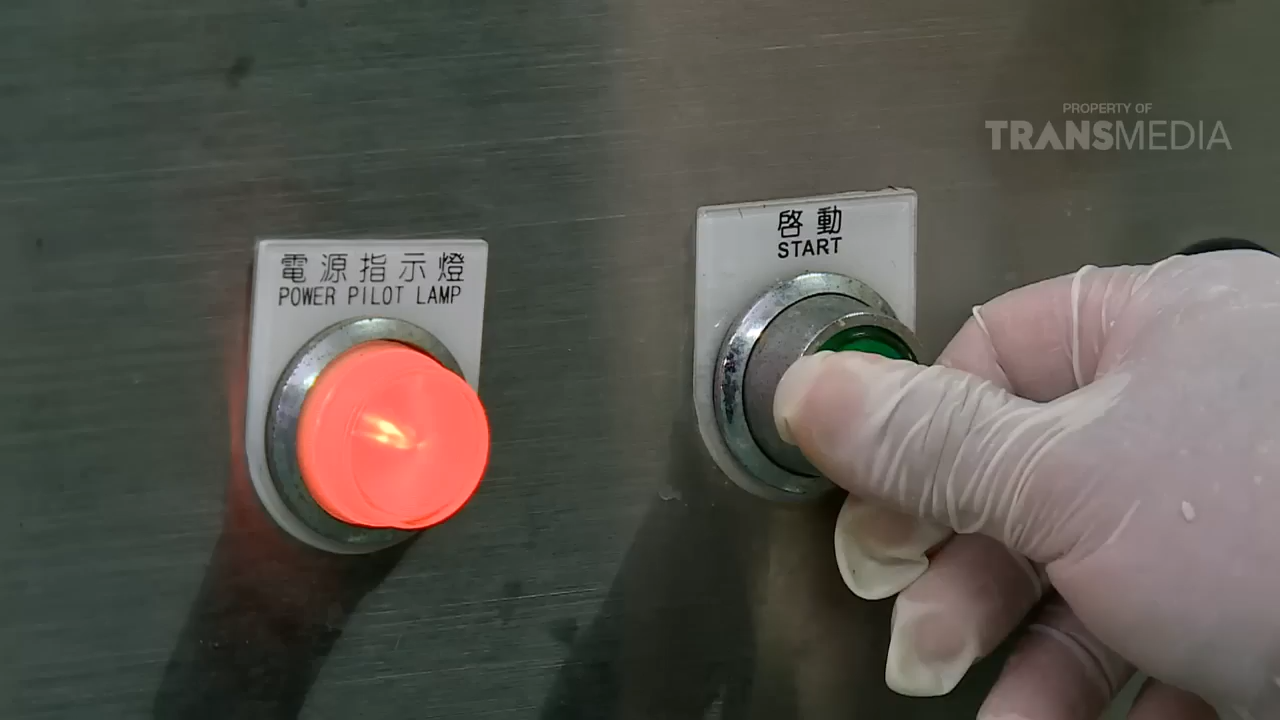 PROPERTY OF
TRANSMEDIA
電源指示燈
POWER PILOT LAMP
啓動
START